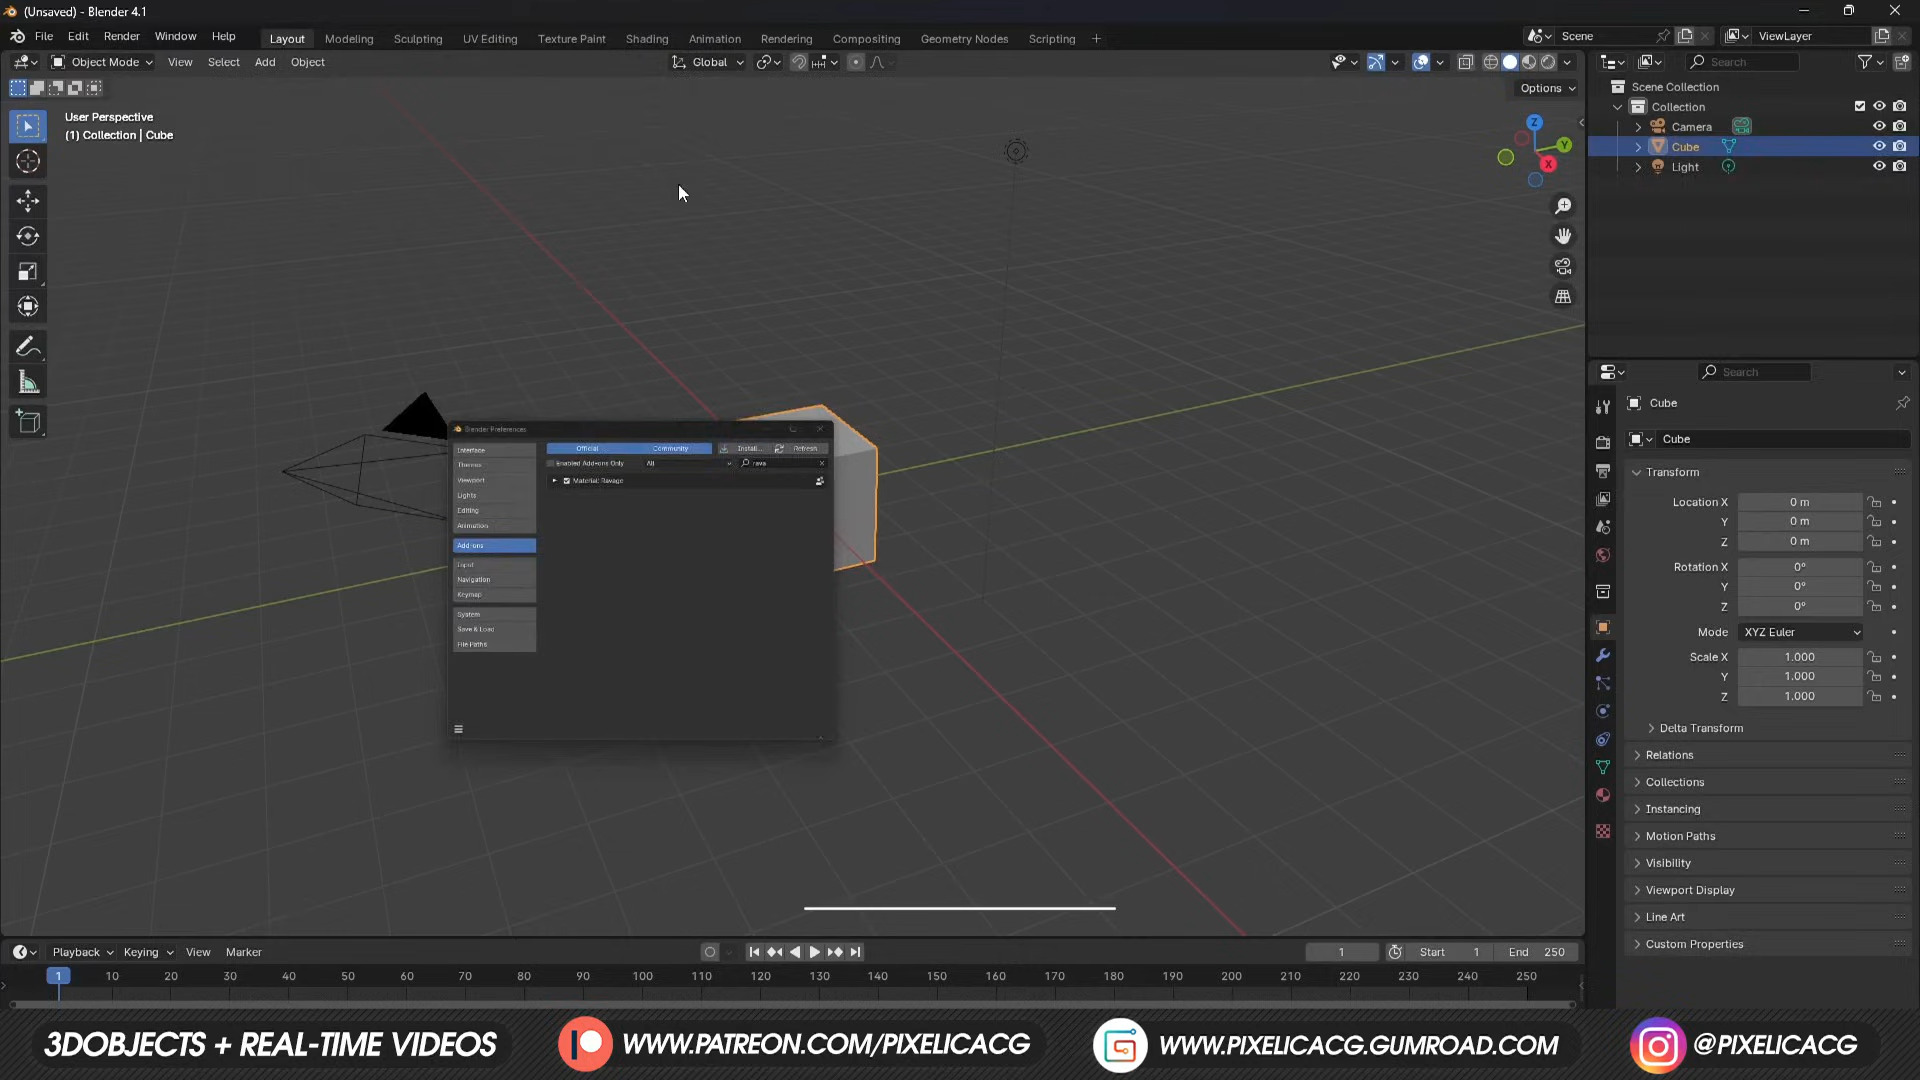 (Unsaved) - Blender 4.1
File Edit Render Window Help Layout Modeling Sculpting UV Editing Texture Paint Shading Animation Rendering Compositing Geometry Nodes Scripting + Scene ViewLayer
Object Mode View Select Add Object Global Search
Options
User Perspective
(1) Collection | Cube
Z
Y
X
Scene Collection
Collection
Camera
Cube
Light
Blender Preferences
Interface
Themes
Viewport
Lights
Editing
Animation
Add-ons
Input
Navigation
Keymap
System
Save & Load
File Paths
Official Community Install... Refresh
Enabled Add-ons Only All rava
Material: Ravage
Search
Cube
Cube
Transform
Location X 0 m
Y 0 m
Z 0 m
Rotation X 0°
Y 0°
Z 0°
Mode XYZ Euler
Scale X 1.000
Y 1.000
Z 1.000
Delta Transform
Relations
Collections
Instancing
Motion Paths
Visibility
Viewport Display
Line Art
Custom Properties
Playback Keying View Marker 1 Start 1 End 250
1 10 20 30 40 50 60 70 80 90 100 110 120 130 140 150 160 170 180 190 200 210 220 230 240 250
3DOBJECTS + REAL-TIME VIDEOS WWW.PATREON.COM/PIXELICACG WWW.PIXELICACG.GUMROAD.COM @PIXELICACG